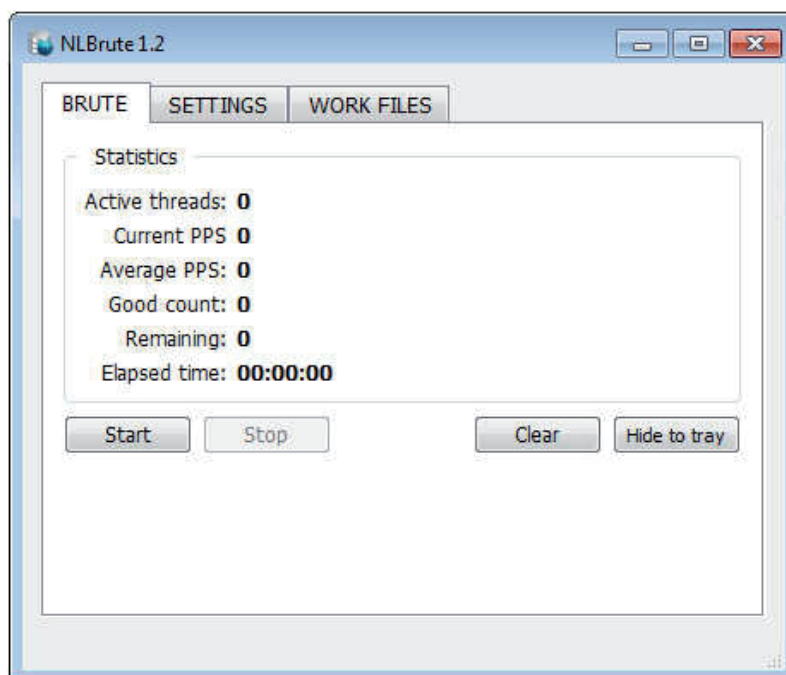 NLBrute 1.2
BRUTE SETTINGS WORK FILES
Statistics
Active threads: 0
Current PPS 0
Average PPS: 0
Good count: 0
Remaining: 0
Elapsed time: 00:00:00
Start Stop Clear Hide to tray